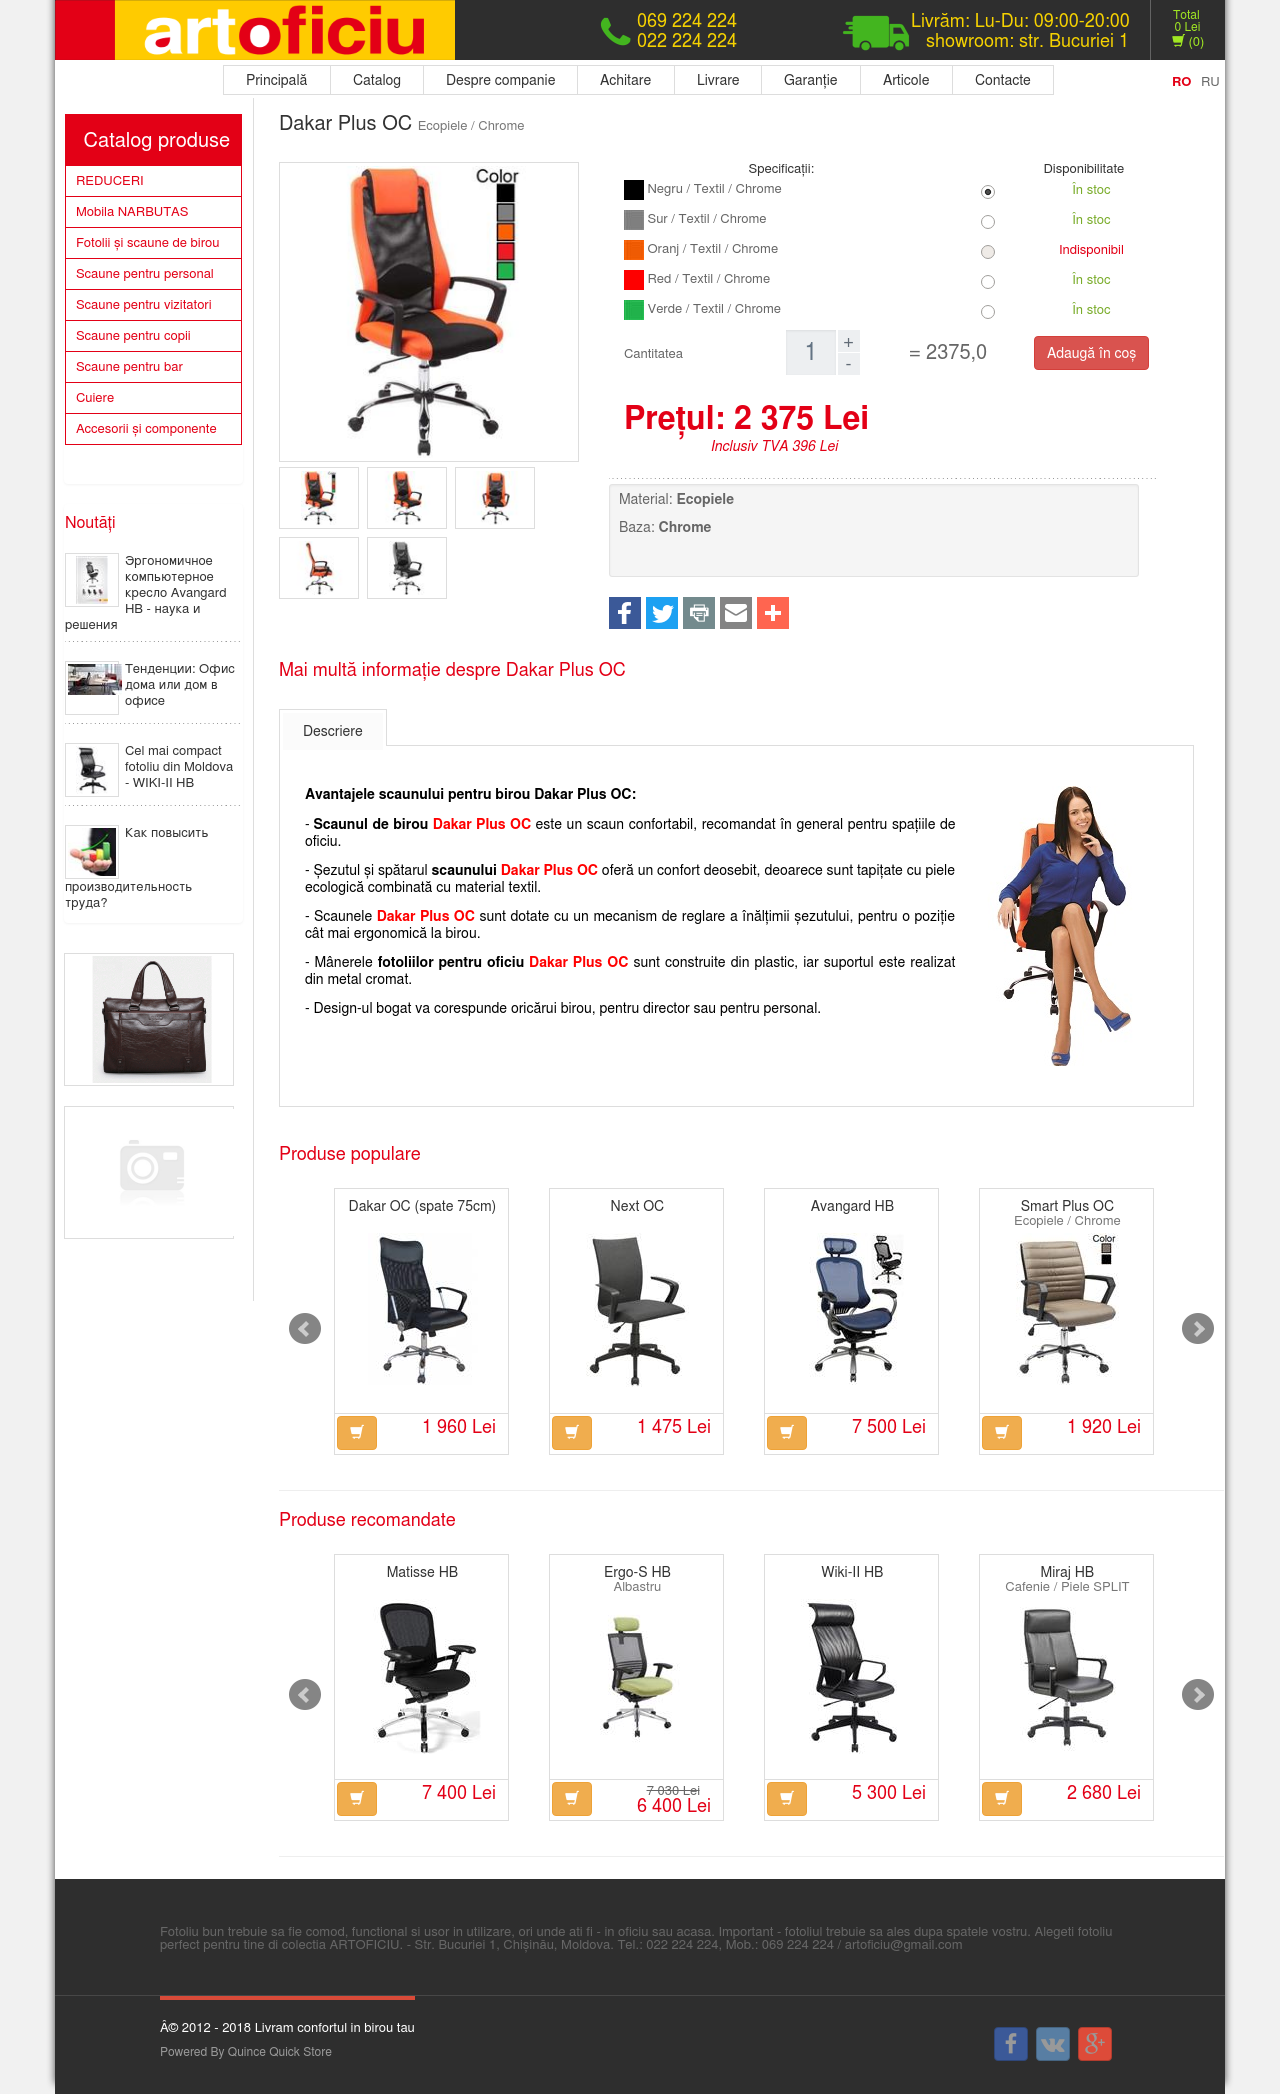 artoficiu
069 224 224
022 224 224
Livrăm: Lu-Du: 09:00-20:00
showroom: str. Bucuriei 1
Total
0 Lei
(0)
Principală
Catalog
Despre companie
Achitare
Livrare
Garanție
Articole
Contacte
RO RU
Catalog produse
REDUCERI
Mobila NARBUTAS
Fotolii și scaune de birou
Scaune pentru personal
Scaune pentru vizitatori
Scaune pentru copii
Scaune pentru bar
Cuiere
Accesorii și componente
Noutăți
Эргономичное
компьютерное
кресло Avangard
HB - наука и
решения
Тенденции: Офис
дома или дом в
офисе
Cel mai compact
fotoliu din Moldova
- WIKI-II HB
Как повысить
производительность
труда?
Dakar Plus OC Ecopiele / Chrome
Color
Specificații:
Disponibilitate
Negru / Textil / Chrome
În stoc
Sur / Textil / Chrome
În stoc
Oranj / Textil / Chrome
Indisponibil
Red / Textil / Chrome
În stoc
Verde / Textil / Chrome
În stoc
Cantitatea
1
+
-
= 2375,0
Adaugă în coș
Prețul: 2 375 Lei
Inclusiv TVA 396 Lei
Material: Ecopiele
Baza: Chrome
Mai multă informație despre Dakar Plus OC
Descriere
Avantajele scaunului pentru birou Dakar Plus OC:
- Scaunul de birou Dakar Plus OC este un scaun confortabil, recomandat în general pentru spațiile de
oficiu.
- Șezutul și spătarul scaunului Dakar Plus OC oferă un confort deosebit, deoarece sunt tapițate cu piele
ecologică combinată cu material textil.
- Scaunele Dakar Plus OC sunt dotate cu un mecanism de reglare a înălțimii șezutului, pentru o poziție
cât mai ergonomică la birou.
- Mânerele fotoliilor pentru oficiu Dakar Plus OC sunt construite din plastic, iar suportul este realizat
din metal cromat.
- Design-ul bogat va corespunde oricărui birou, pentru director sau pentru personal.
Produse populare
Dakar OC (spate 75cm)
1 960 Lei
Next OC
1 475 Lei
Avangard HB
7 500 Lei
Smart Plus OC
Ecopiele / Chrome
Color
1 920 Lei
Produse recomandate
Matisse HB
7 400 Lei
Ergo-S HB
Albastru
7 030 Lei
6 400 Lei
Wiki-II HB
5 300 Lei
Miraj HB
Cafenie / Piele SPLIT
2 680 Lei
Fotoliu bun trebuie sa fie comod, functional si usor in utilizare, ori unde ati fi - in oficiu sau acasa. Important - fotoliul trebuie sa ales dupa spatele vostru. Alegeti fotoliu
perfect pentru tine di colectia ARTOFICIU. - Str. Bucuriei 1, Chișinău, Moldova. Tel.: 022 224 224, Mob.: 069 224 224 / artoficiu@gmail.com
Â© 2012 - 2018 Livram confortul in birou tau
Powered By Quince Quick Store